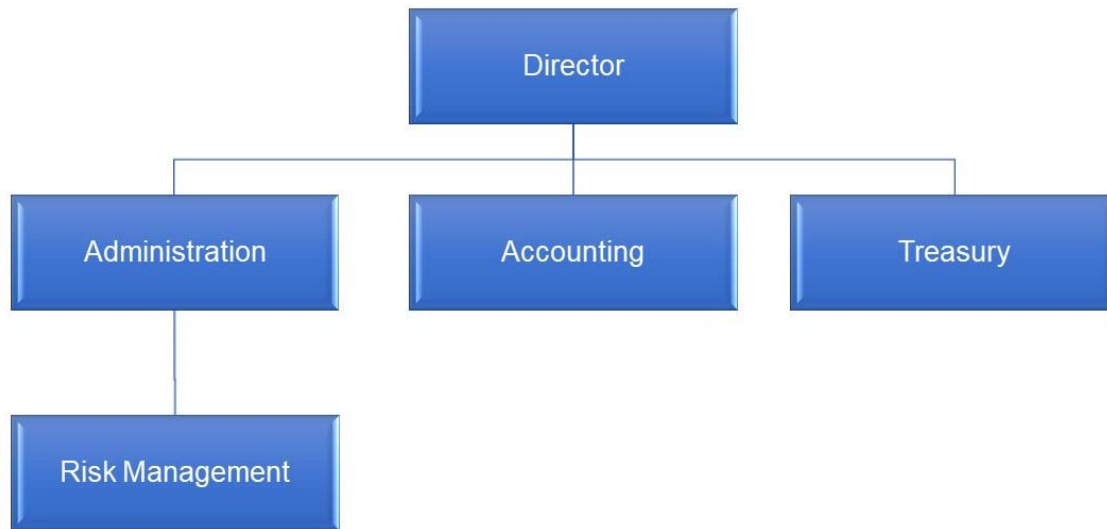 Director
Administration
Accounting
Treasury
Risk Management